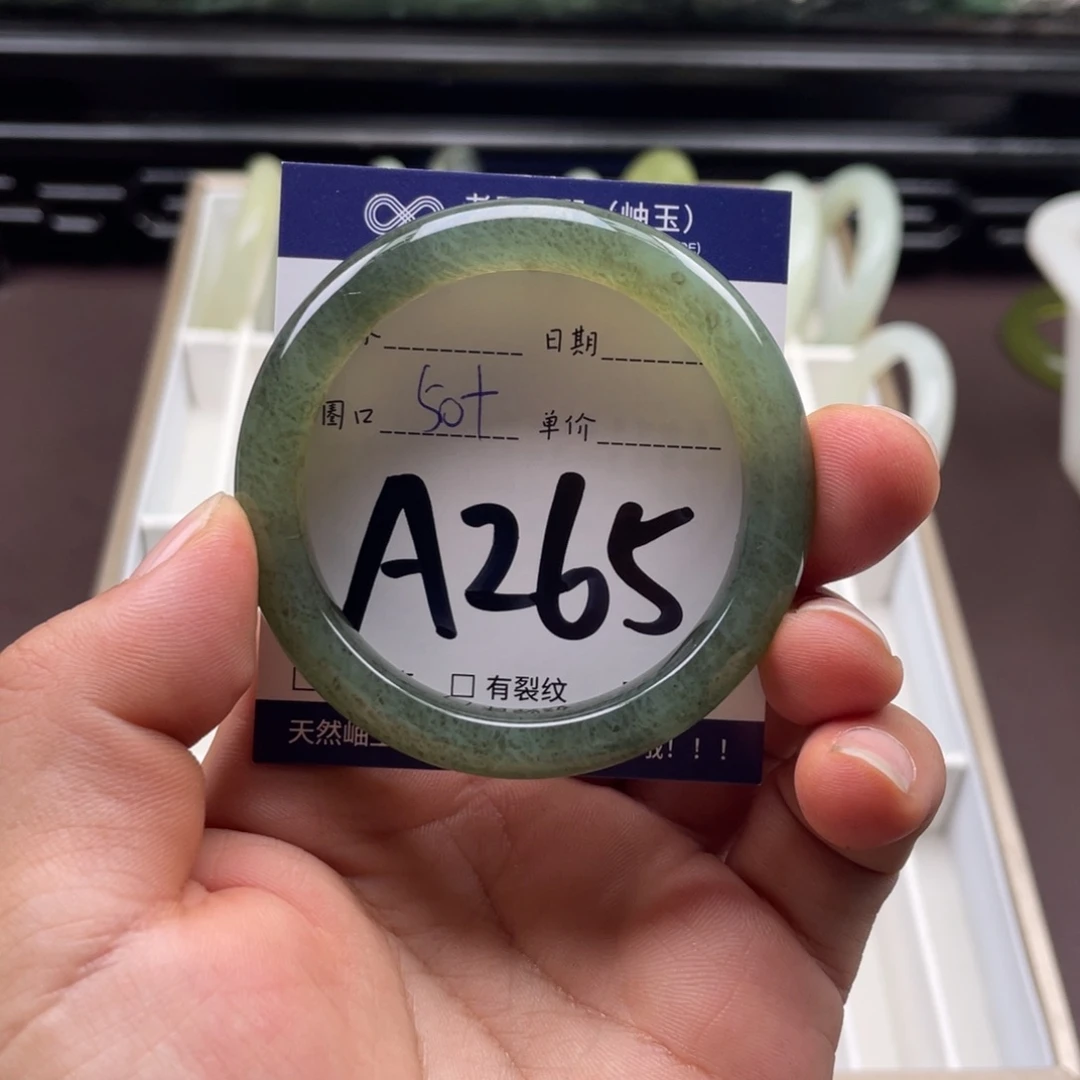 （岫玉）
日期
圈口 50+ 单价
A265
□ 有裂纹
天然岫 ！！！